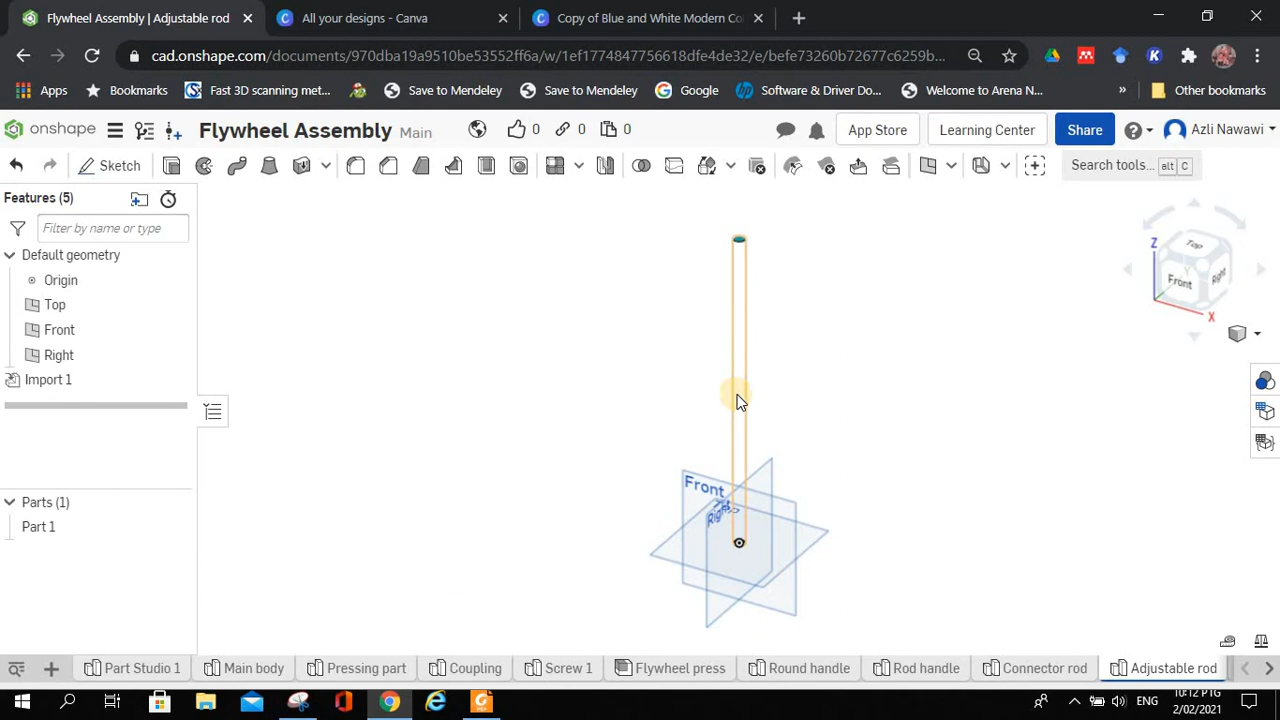 Flywheel Assembly | Adjustable rod
All your designs - Canva
Copy of Blue and White Modern Co
cad.onshape.com/documents/970dba19a9510be53552ff6a/w/1ef1774847756618dfe4de32/e/befe73260b72677c6259b...
Apps
Bookmarks
Fast 3D scanning met...
Save to Mendeley
Save to Mendeley
Google
Software & Driver Do...
Welcome to Arena N...
»
Other bookmarks
onshape
Flywheel Assembly Main
0
0
0
App Store
Learning Center
Share
Azli Nawawi
Sketch
Search tools... alt C
Features (5)
Filter by name or type
Default geometry
Origin
Top
Front
Right
Import 1
Parts (1)
Part 1
Front
Right
Z
Top
Front
Right
Y
X
Part Studio 1
Main body
Pressing part
Coupling
Screw 1
Flywheel press
Round handle
Rod handle
Connector rod
Adjustable rod
ENG
10:12 PTG
2/02/2021